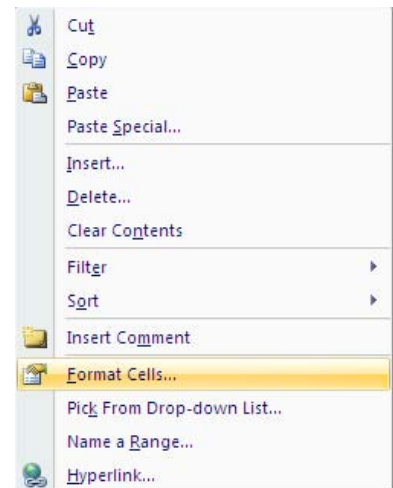 Cut
Copy
Paste
Paste Special...
Insert...
Delete...
Clear Contents
Filter
Sort
Insert Comment
Format Cells...
Pick From Drop-down List...
Name a Range...
Hyperlink...